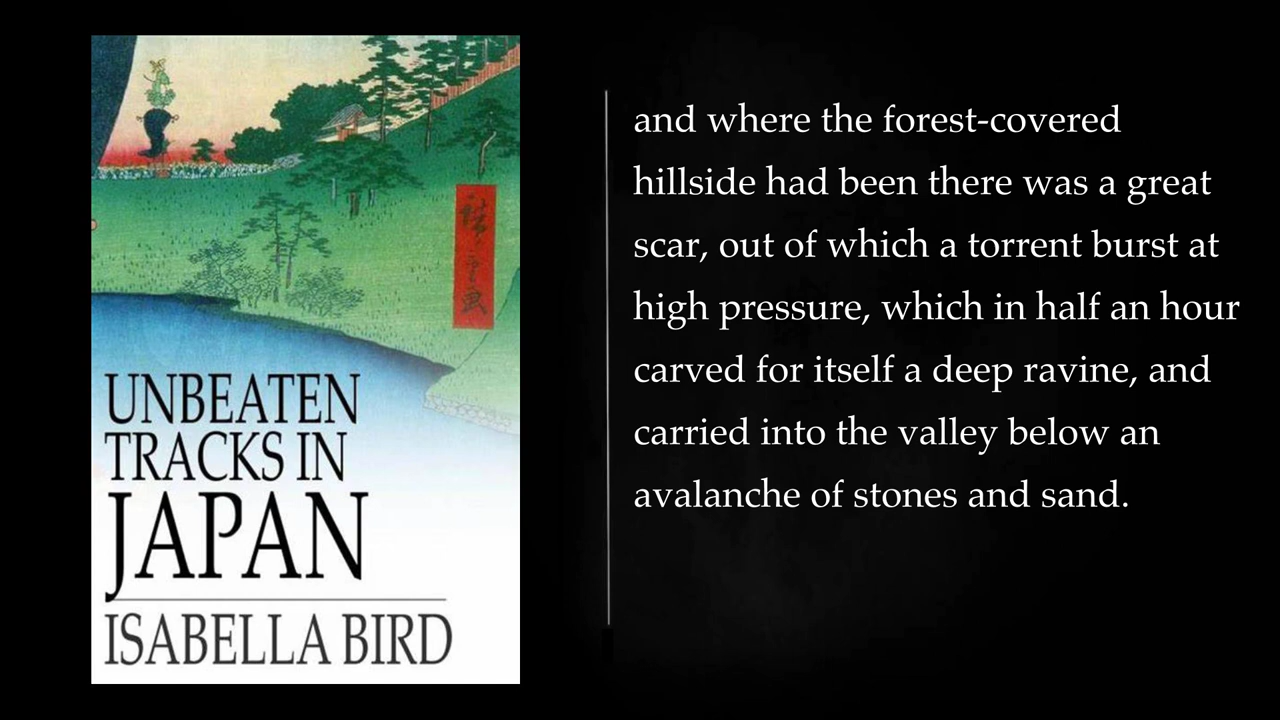 UNBEATEN
TRACKS IN
JAPAN
ISABELLA BIRD
and where the forest-covered
hillside had been there was a great
scar, out of which a torrent burst at
high pressure, which in half an hour
carved for itself a deep ravine, and
carried into the valley below an
avalanche of stones and sand.